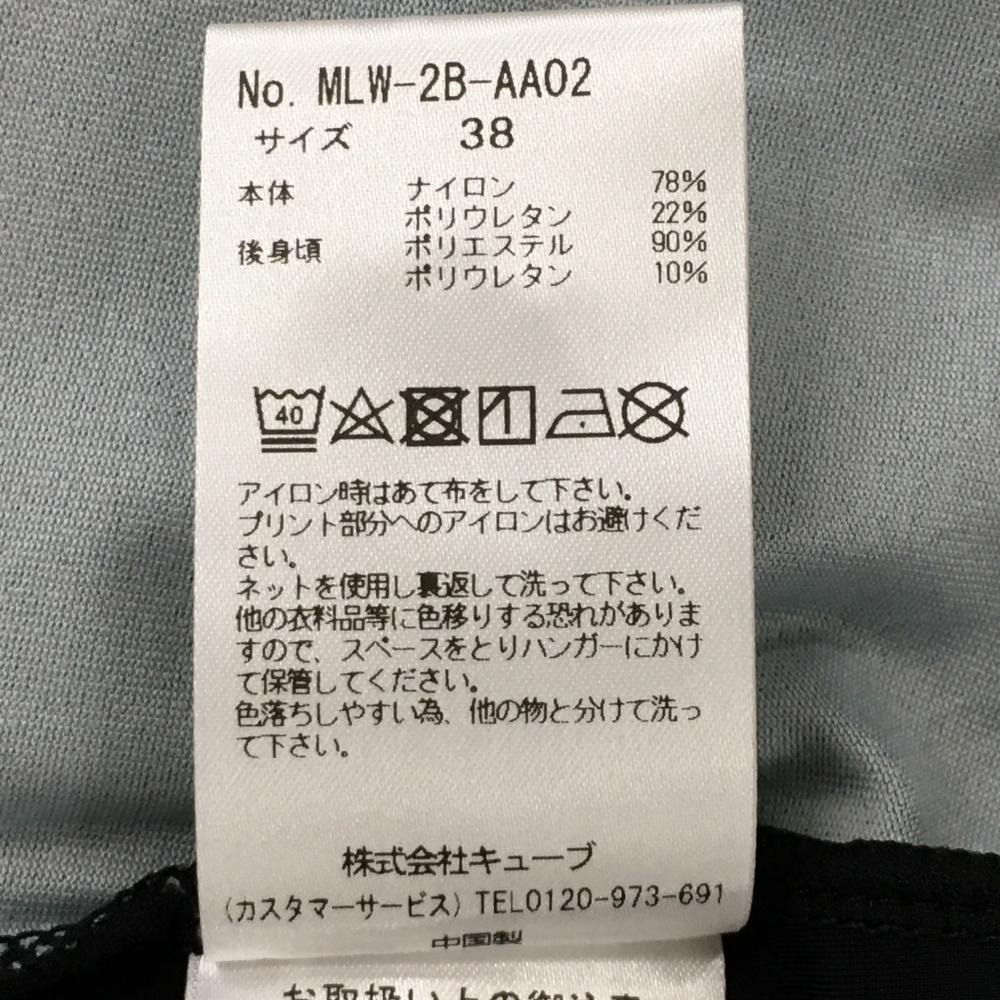 No. MLW-2B-AA02
サイズ 38
本体 ナイロン 78%
ポリウレタン 22%
後身頃 ポリエステル 90%
ポリウレタン 10%
40
アイロン時はあて布をして下さい。
プリント部分へのアイロンはお避けくだ
さい。
ネットを使用し裏返して洗って下さい。
他の衣料品等に色移りする恐れがありま
すので、スペースをとりハンガーにかけ
て保管してください。
色落ちしやすい為、他の物と分けて洗っ
て下さい。
株式会社キューブ
(カスタマーサービス) TEL0120-973-691
中国製
お取扱い上の御注意